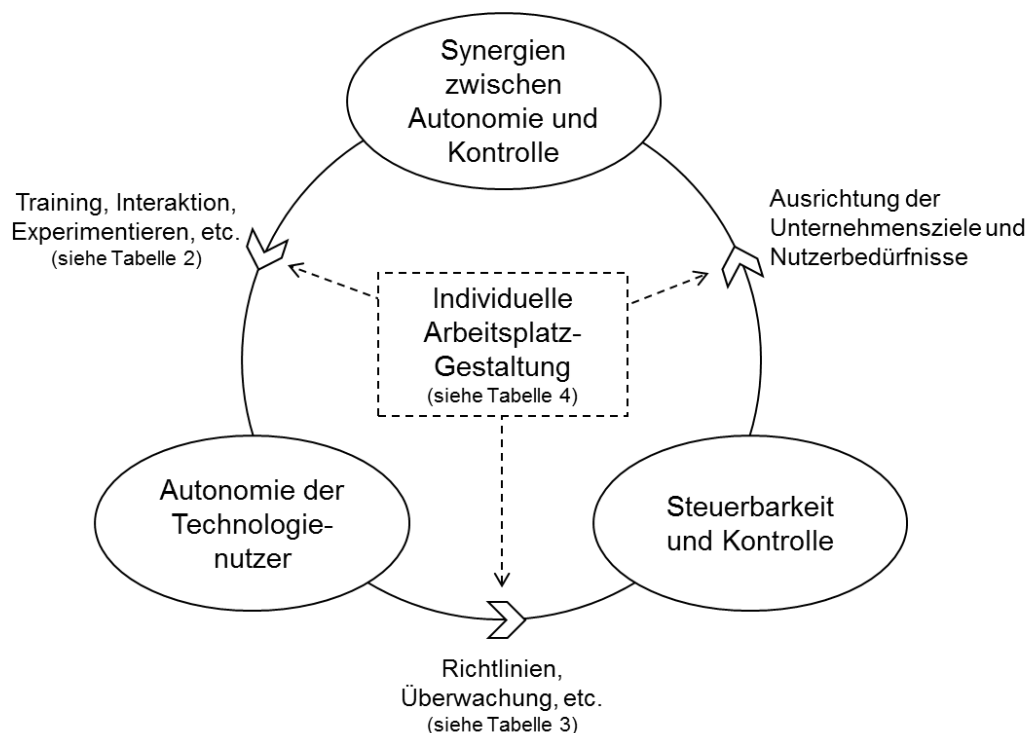 Synergien
zwischen
Autonomie und
Kontrolle
Training, Interaktion,
Experimentieren, etc.
(siehe Tabelle 2)
Ausrichtung der
Unternehmensziele und
Nutzerbedürfnisse
Individuelle
Arbeitsplatz-
Gestaltung
(siehe Tabelle 4)
Autonomie der
Technologie-
nutzer
Steuerbarkeit
und Kontrolle
Richtlinien,
Überwachung, etc.
(siehe Tabelle 3)